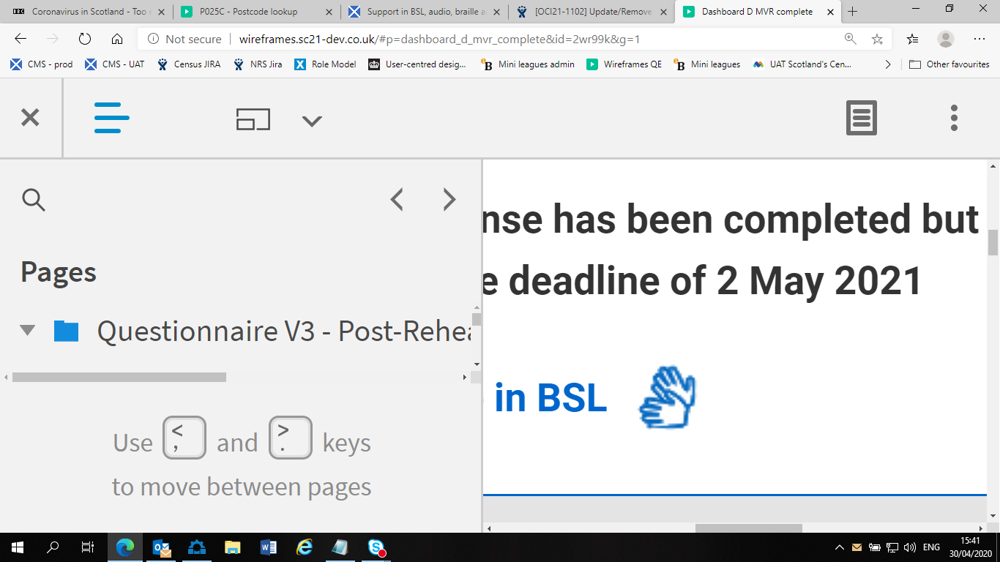 BBC Coronavirus in Scotland - Too
P025C - Postcode lookup
Support in BSL, audio, braille a
[OCI21-1102] Update/Remove
Dashboard D MVR complete
Not secure
wireframes.sc21-dev.co.uk/#p=dashboard_d_mvr_complete&id=2wr99k&g=1
CMS - prod
CMS - UAT
Census JIRA
NRS Jira
Role Model
User-centred desig...
Mini leagues admin
Wireframes QE
Mini leagues
UAT Scotland's Cen...
Other favourites
Pages
Questionnaire V3 - Post-Rehea
Use < , and > . keys
to move between pages
nse has been completed but
e deadline of 2 May 2021
in BSL
ENG
15:41
30/04/2020